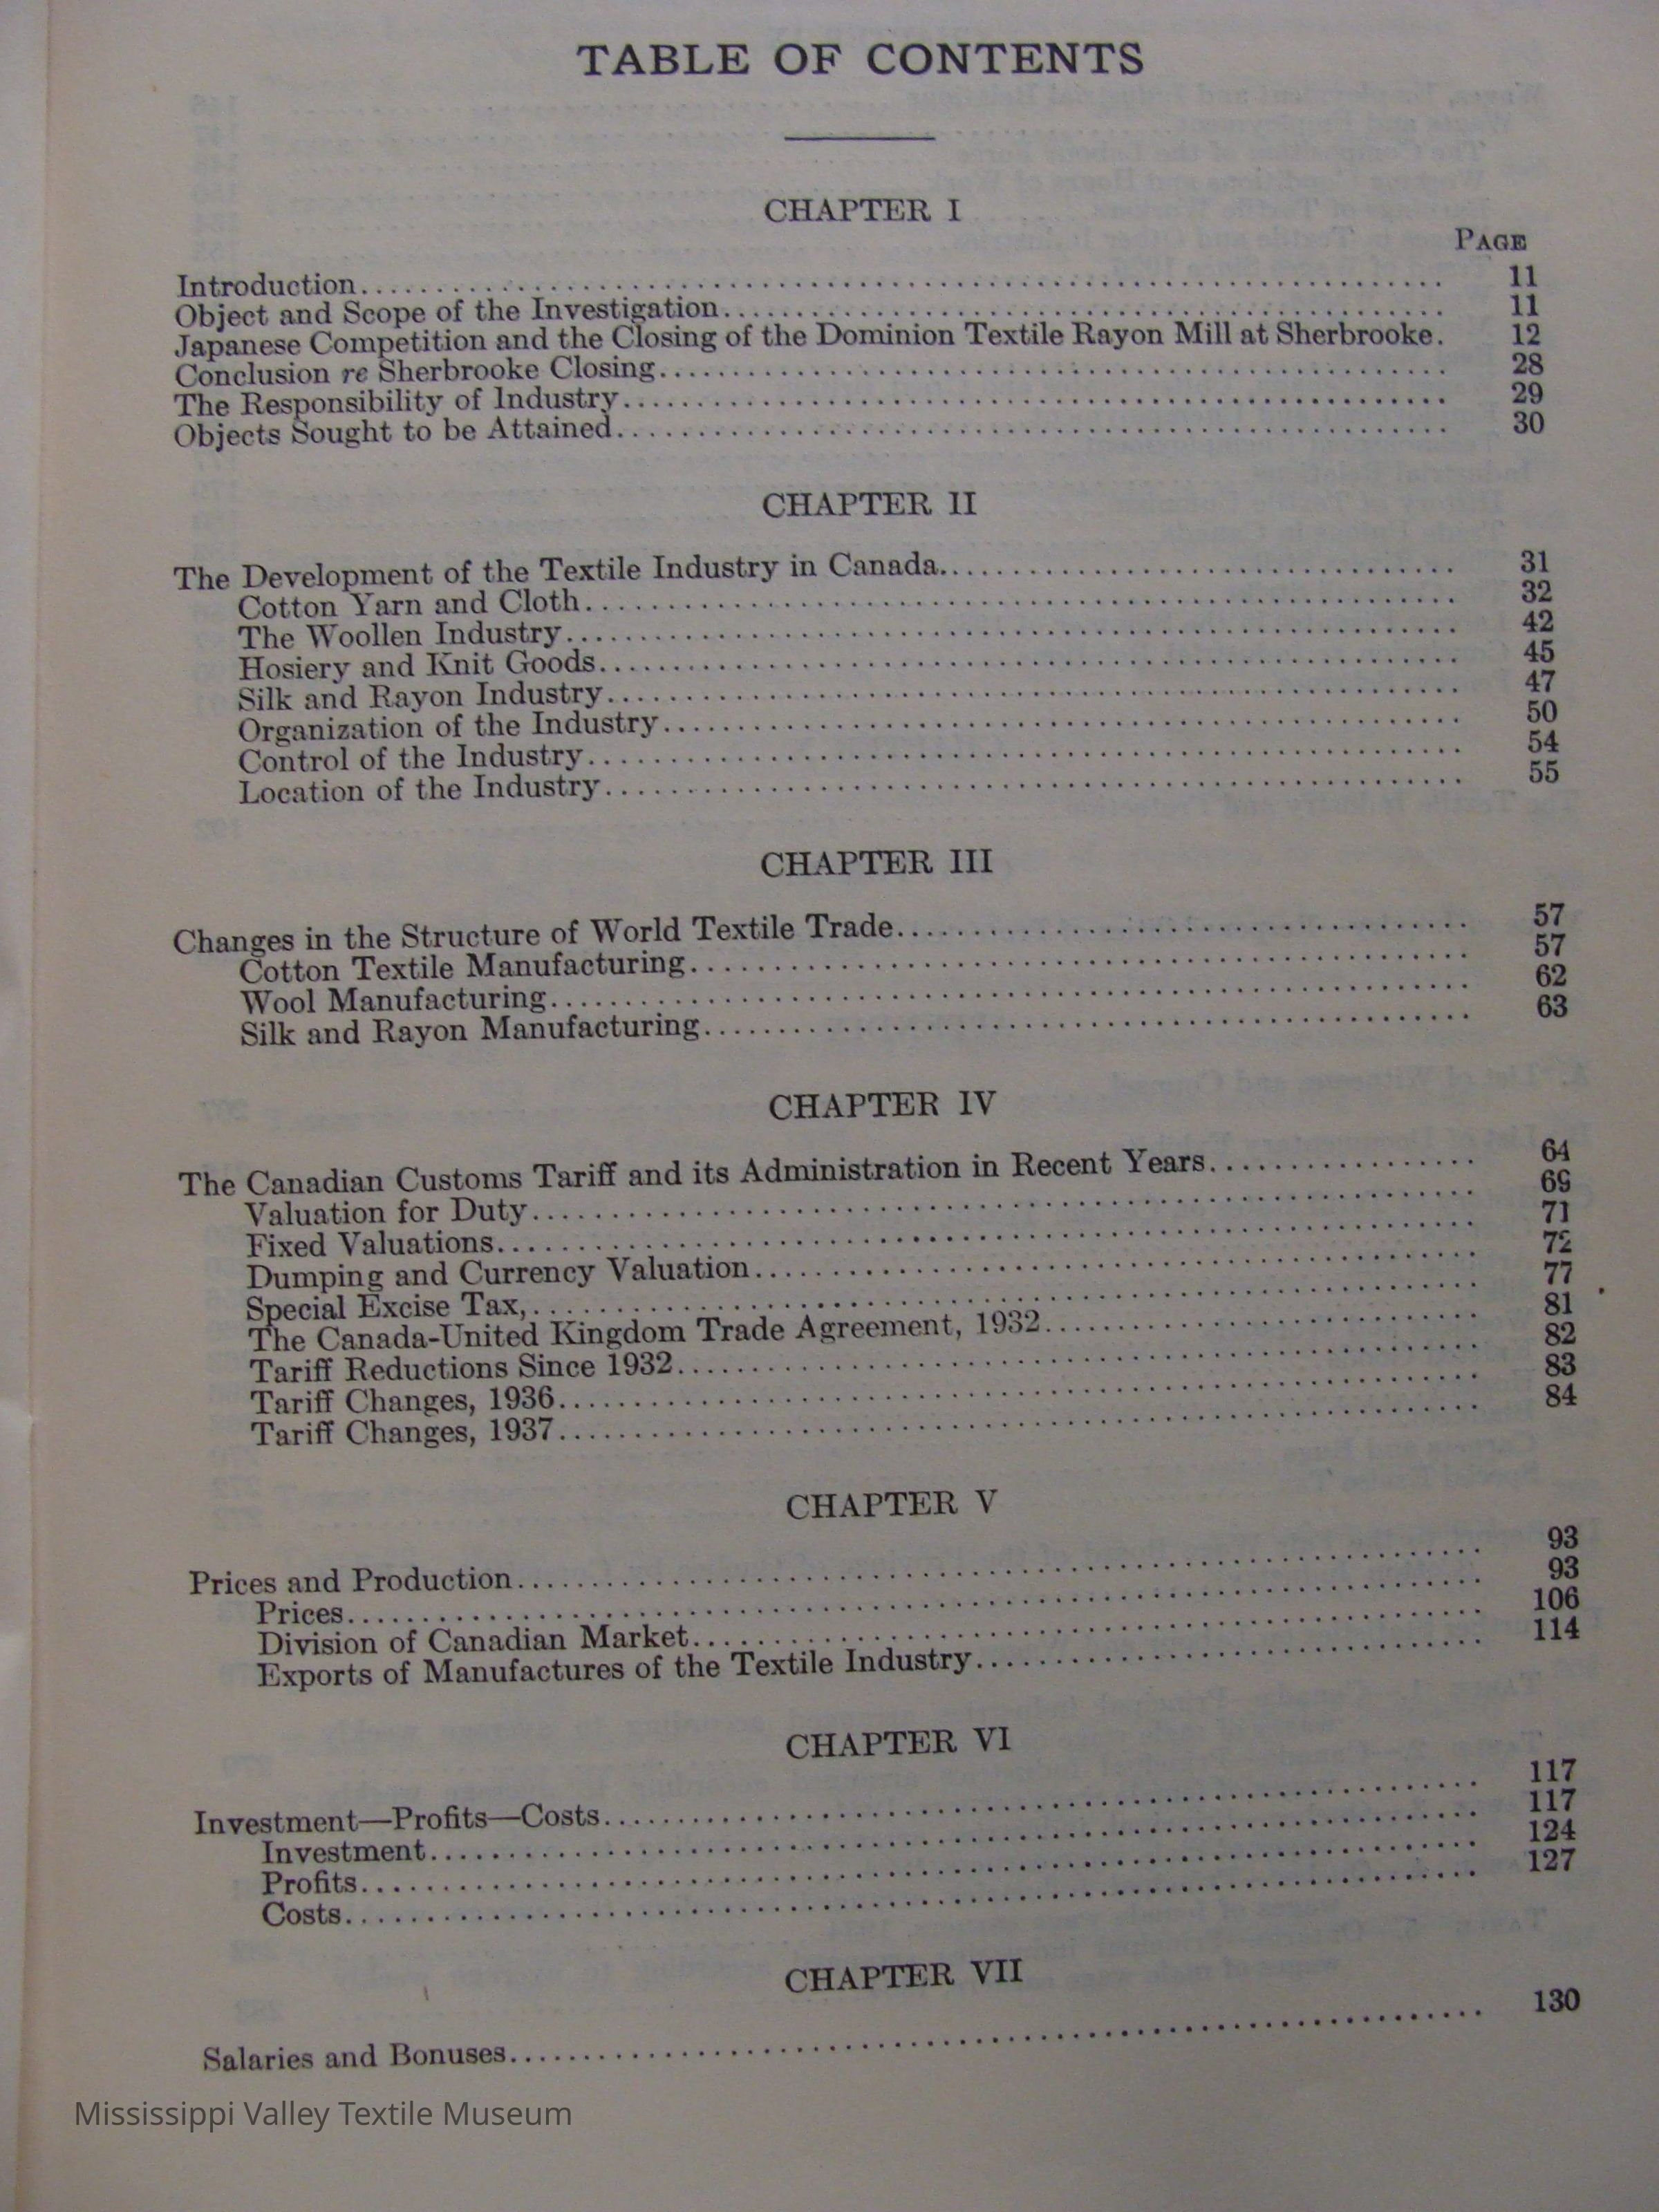 TABLE OF CONTENTS
CHAPTER I
PAGE
Introduction........ 11
Object and Scope of the Investigation........ 11
Japanese Competition and the Closing of the Dominion Textile Rayon Mill at Sherbrooke. 12
Conclusion re Sherbrooke Closing........ 28
The Responsibility of Industry........ 29
Objects Sought to be Attained........ 30
CHAPTER II
The Development of the Textile Industry in Canada........ 31
Cotton Yarn and Cloth........ 32
The Woollen Industry........ 42
Hosiery and Knit Goods........ 45
Silk and Rayon Industry........ 47
Organization of the Industry........ 50
Control of the Industry........ 54
Location of the Industry........ 55
CHAPTER III
Changes in the Structure of World Textile Trade........ 57
Cotton Textile Manufacturing........ 57
Wool Manufacturing........ 62
Silk and Rayon Manufacturing........ 63
CHAPTER IV
The Canadian Customs Tariff and its Administration in Recent Years........ 64
Valuation for Duty........ 69
Fixed Valuations........ 71
Dumping and Currency Valuation........ 72
Special Excise Tax,........ 77
The Canada-United Kingdom Trade Agreement, 1932........ 81
Tariff Reductions Since 1932........ 82
Tariff Changes, 1936........ 83
Tariff Changes, 1937........ 84
CHAPTER V
Prices and Production........ 93
Prices........ 93
Division of Canadian Market........ 106
Exports of Manufactures of the Textile Industry........ 114
CHAPTER VI
Investment—Profits—Costs........ 117
Investment........ 117
Profits........ 124
Costs........ 127
CHAPTER VII
Salaries and Bonuses........ 130
Mississippi Valley Textile Museum